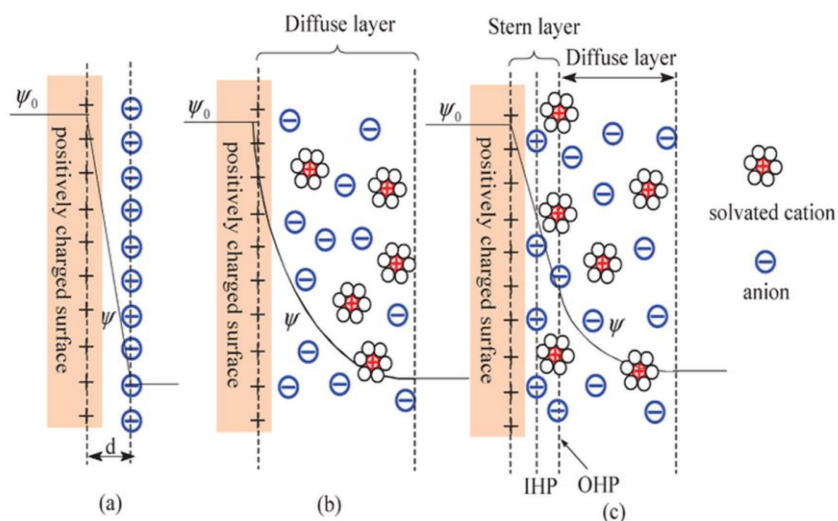 Diffuse layer
Stern layer
Diffuse layer
ψ₀
ψ₀
ψ₀
positively charged surface
positively charged surface
positively charged surface
ψ
ψ
ψ
solvated cation
anion
d
IHP
OHP
(a)
(b)
(c)